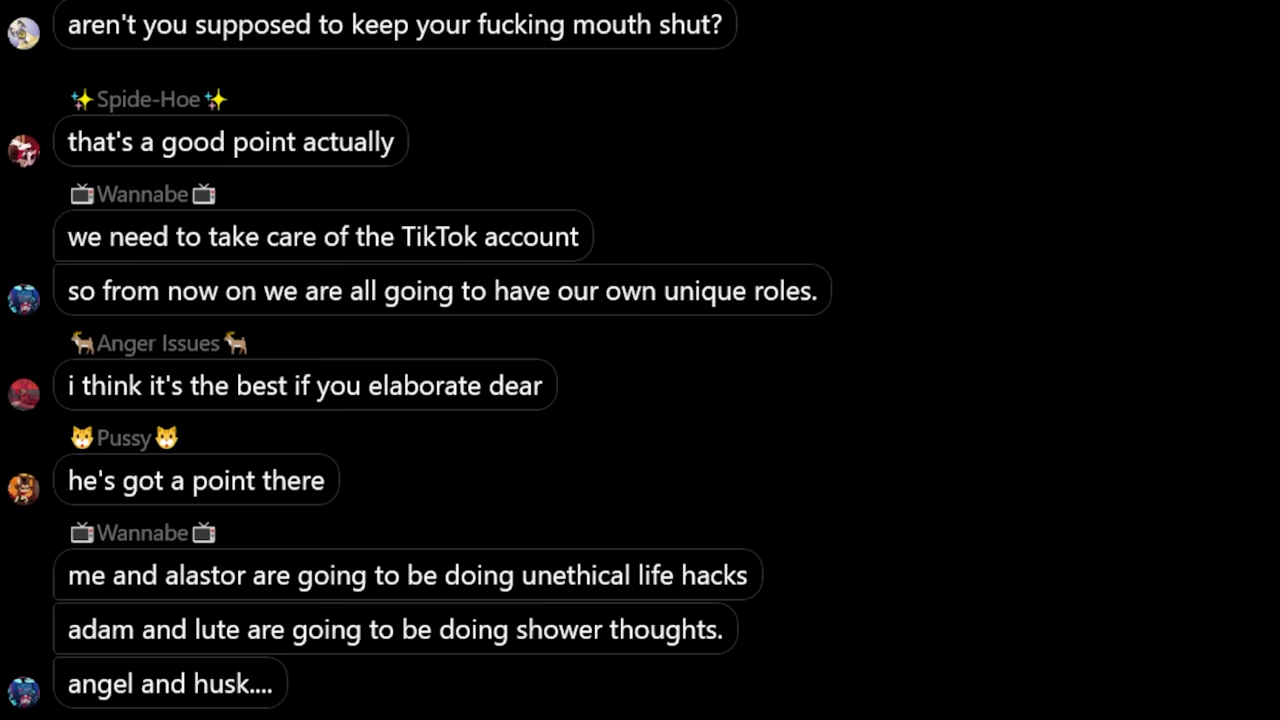 aren't you supposed to keep your fucking mouth shut?
✨Spide-Hoe✨
that's a good point actually
📺Wannabe📺
we need to take care of the TikTok account
so from now on we are all going to have our own unique roles.
🦌Anger Issues🦌
i think it's the best if you elaborate dear
🐱Pussy🐱
he's got a point there
📺Wannabe📺
me and alastor are going to be doing unethical life hacks
adam and lute are going to be doing shower thoughts.
angel and husk....